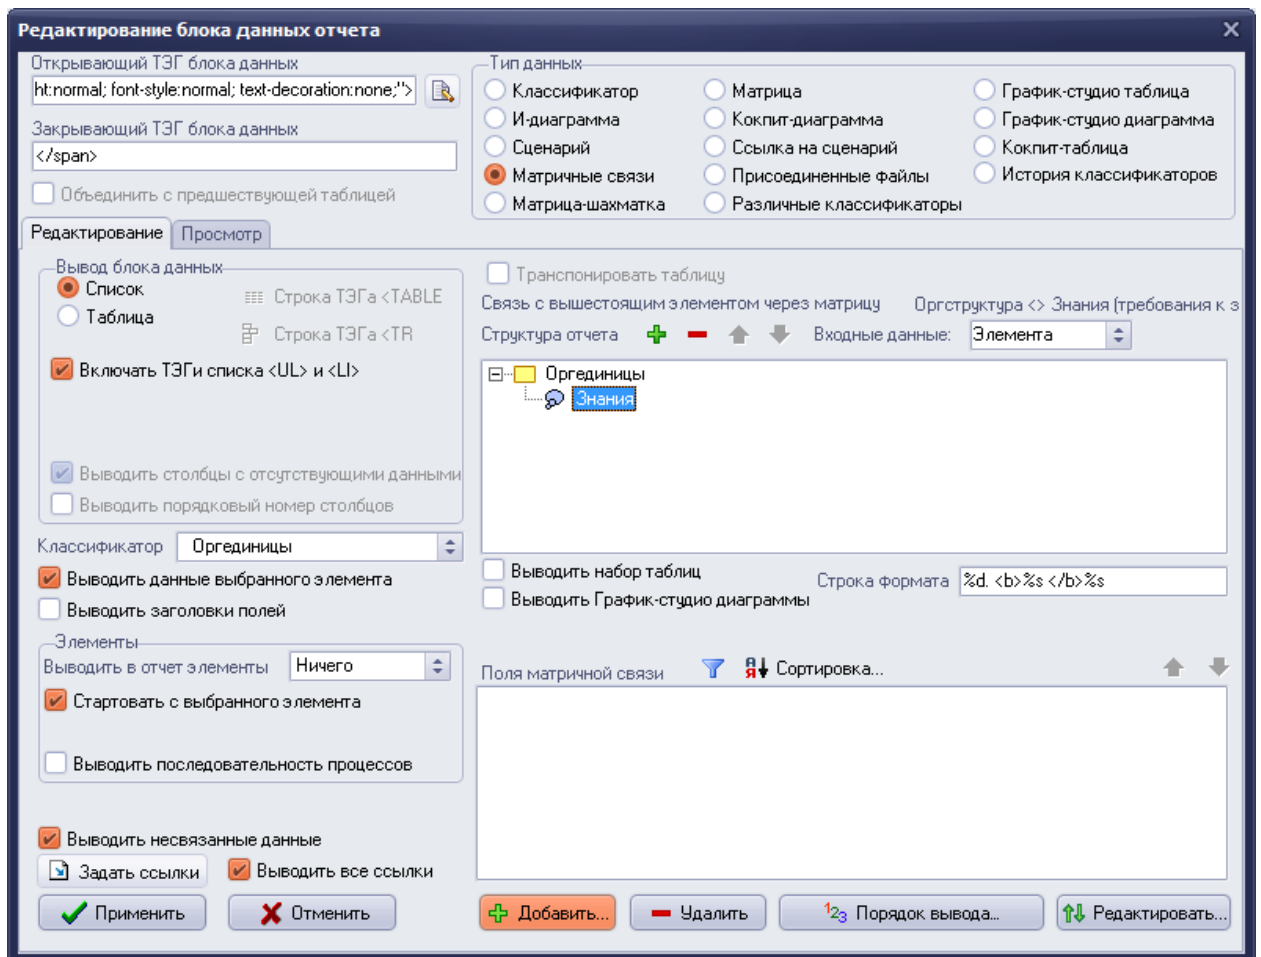 Редактирование блока данных отчета
Открывающий ТЭГ блока данных
ht:normal; font-style:normal; text-decoration:none;">
Закрывающий ТЭГ блока данных
</span>
Объединить с предшествующей таблицей
Тип данных
Классификатор
Матрица
График-студио таблица
И-диаграмма
Кокпит-диаграмма
График-студио диаграмма
Сценарий
Ссылка на сценарий
Кокпит-таблица
Матричные связи
Присоединенные файлы
История классификаторов
Матрица-шахматка
Различные классификаторы
Редактирование
Просмотр
Вывод блока данных
Список
Строка ТЭГа <TABLE
Таблица
Строка ТЭГа <TR
Включать ТЭГи списка <UL> и <LI>
Выводить столбцы с отсутствующими данными
Выводить порядковый номер столбцов
Классификатор Оргединицы
Выводить данные выбранного элемента
Выводить заголовки полей
Элементы
Выводить в отчет элементы Ничего
Стартовать с выбранного элемента
Выводить последовательность процессов
Выводить несвязанные данные
Задать ссылки
Выводить все ссылки
Применить
Отменить
Транспонировать таблицу
Связь с вышестоящим элементом через матрицу Оргструктура <> Знания (требования к з
Структура отчета
Входные данные: Элемента
Оргединицы
Знания
Выводить набор таблиц
Выводить График-студио диаграммы
Строка формата %d. <b>%s </b>%s
Поля матричной связи
Сортировка...
Добавить...
Удалить
123 Порядок вывода...
Редактировать...